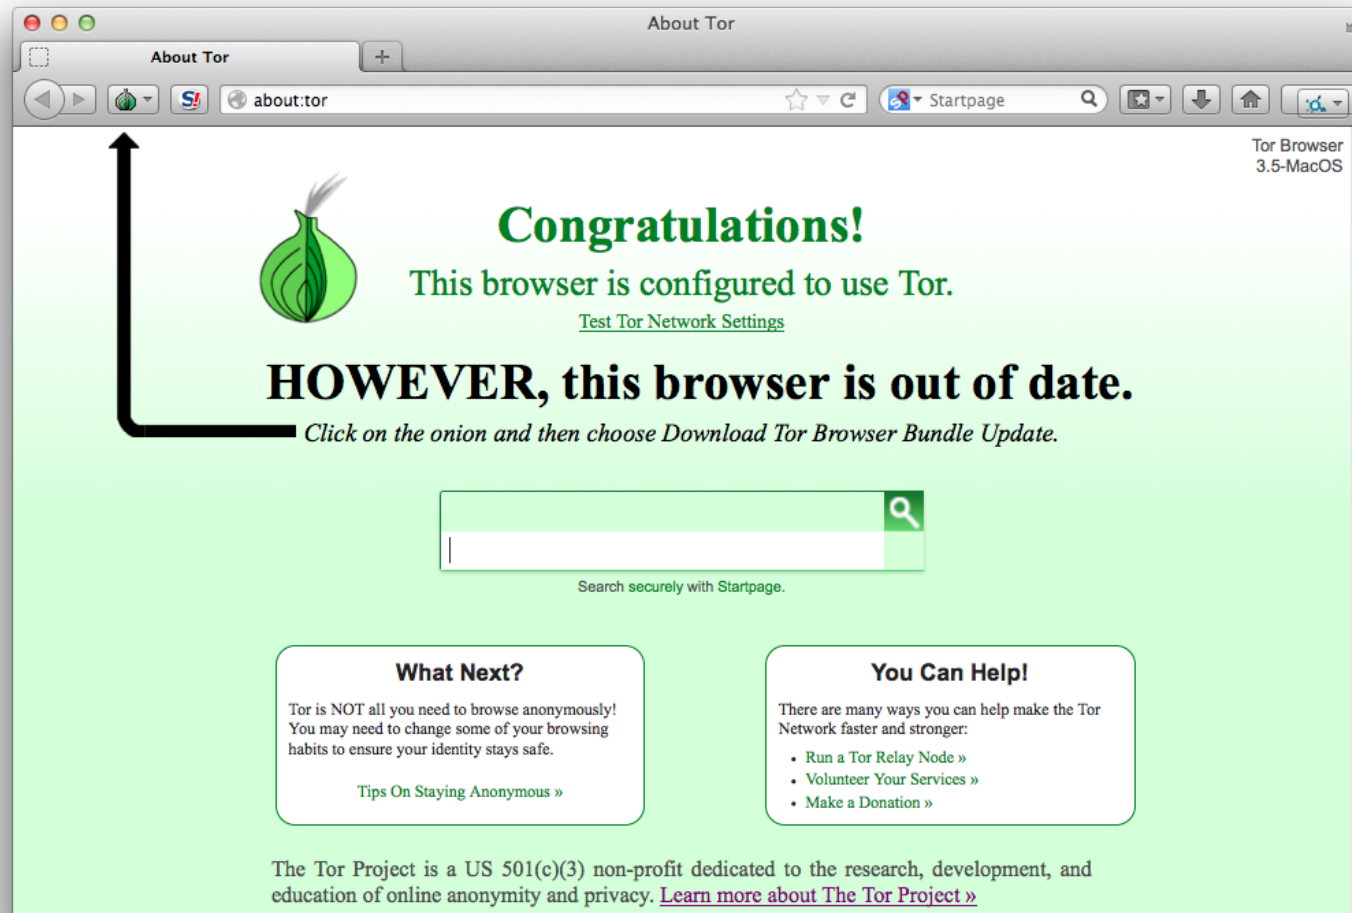 About Tor
About Tor
about:tor
Startpage
Tor Browser
3.5-MacOS
Congratulations!
This browser is configured to use Tor.
Test Tor Network Settings
HOWEVER, this browser is out of date.
Click on the onion and then choose Download Tor Browser Bundle Update.
Search securely with Startpage.
What Next?
Tor is NOT all you need to browse anonymously!
You may need to change some of your browsing
habits to ensure your identity stays safe.
Tips On Staying Anonymous »
You Can Help!
There are many ways you can help make the Tor
Network faster and stronger:
• Run a Tor Relay Node »
• Volunteer Your Services »
• Make a Donation »
The Tor Project is a US 501(c)(3) non-profit dedicated to the research, development, and
education of online anonymity and privacy. Learn more about The Tor Project »